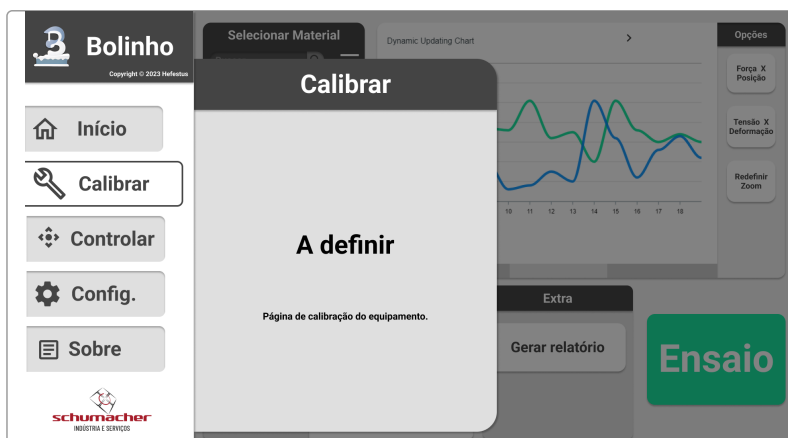 Bolinho
Copyright © 2023 Hefestus
Início
Calibrar
Controlar
Config.
Sobre
schumacher
INDÚSTRIA E SERVIÇOS
Selecionar Material
Calibrar
A definir
Página de calibração do equipamento.
Dynamic Updating Chart
10 11 12 13 14 15 16 17 18
Opções
Força X
Posição
Tensão X
Deformação
Redefinir
Zoom
Extra
Gerar relatório
Ensaio